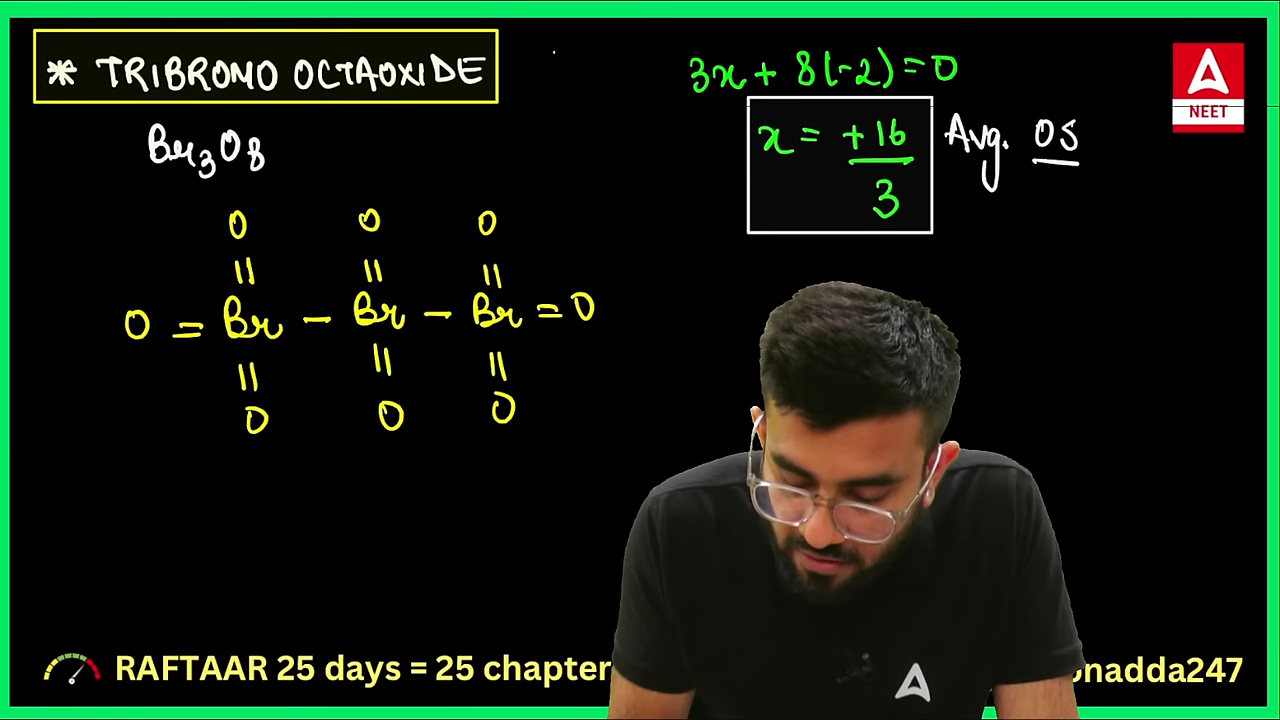 * TRIBROMO OCTAOXIDE
3x + 8(-2) = 0
x = +16/3 Avg. OS
NEET
Br₃O₈
O O O
|| || ||
O = Br - Br - Br = O
|| || ||
O O O
RAFTAAR 25 days = 25 chapter
onadda247